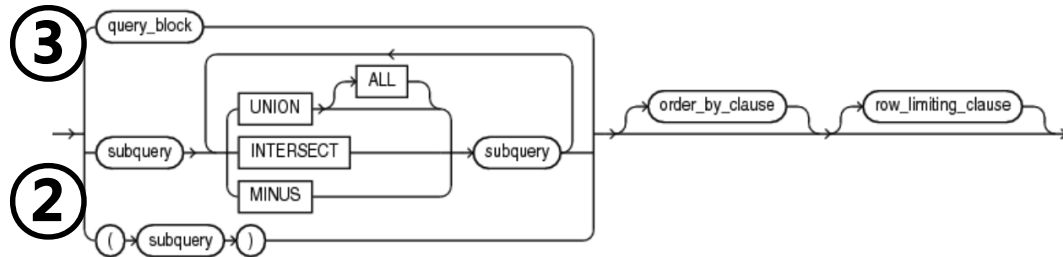 ③ query_block
ALL
UNION
order_by_clause row_limiting_clause
subquery INTERSECT subquery
MINUS
②
( subquery )